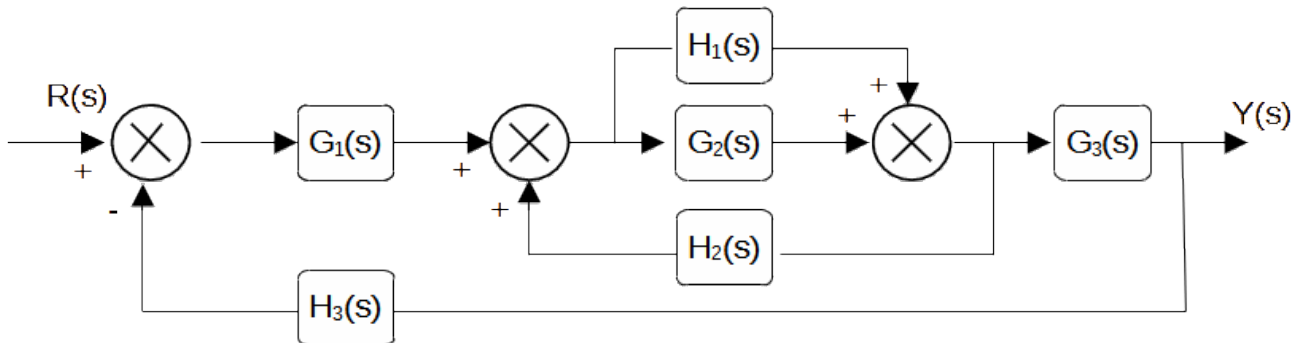 H₁(s)
R(s)
+
+
G₁(s)
G₂(s)
G₃(s)
Y(s)
+
+
-
+
H₂(s)
H₃(s)